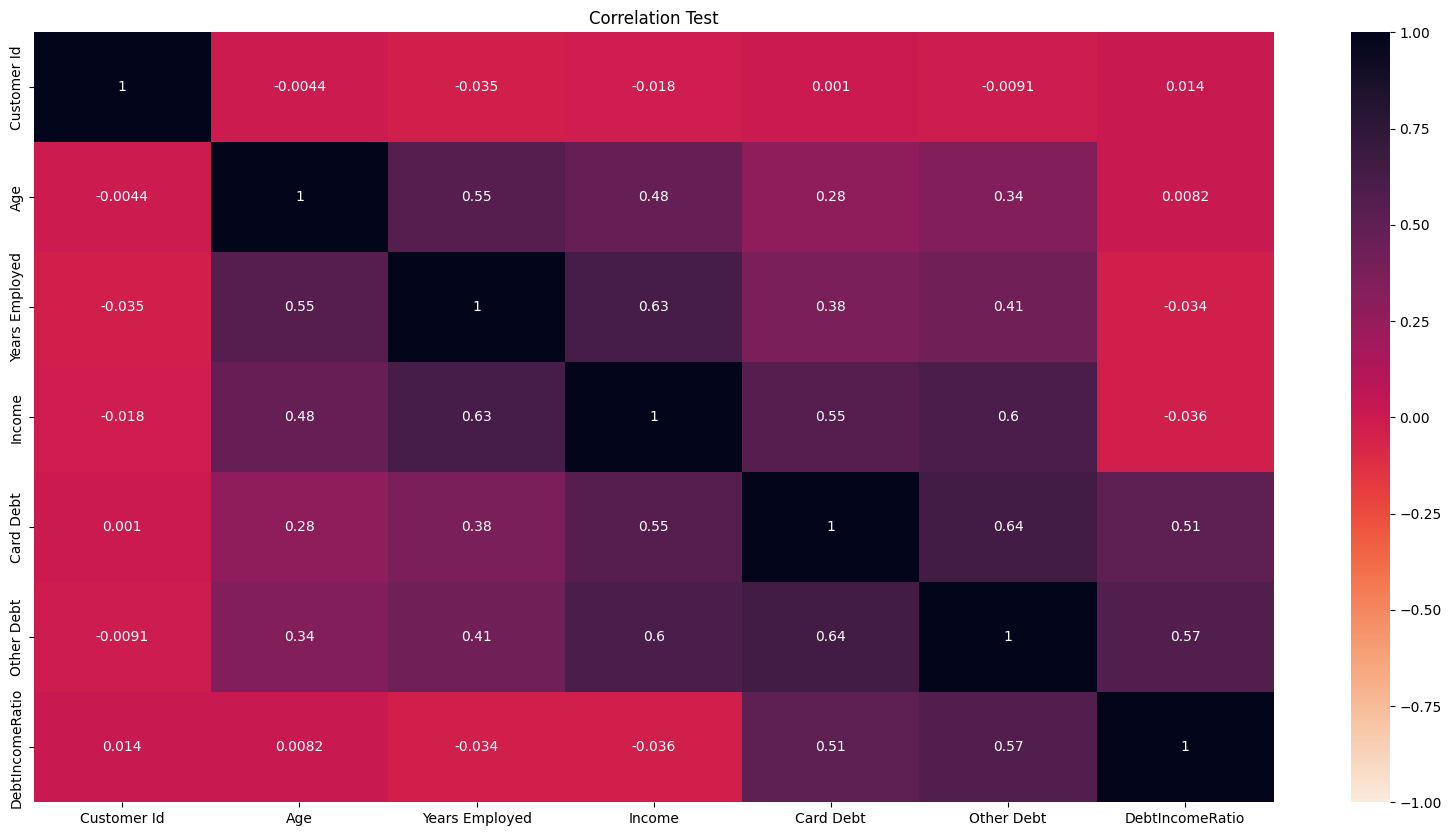 Correlation Test
Customer Id
1 -0.0044 -0.035 -0.018 0.001 -0.0091 0.014
Age
-0.0044 1 0.55 0.48 0.28 0.34 0.0082
Years Employed
-0.035 0.55 1 0.63 0.38 0.41 -0.034
Income
-0.018 0.48 0.63 1 0.55 0.6 -0.036
Card Debt
0.001 0.28 0.38 0.55 1 0.64 0.51
Other Debt
-0.0091 0.34 0.41 0.6 0.64 1 0.57
DebtIncomeRatio
0.014 0.0082 -0.034 -0.036 0.51 0.57 1
Customer Id Age Years Employed Income Card Debt Other Debt DebtIncomeRatio
1.00
0.75
0.50
0.25
0.00
−0.25
−0.50
−0.75
−1.00